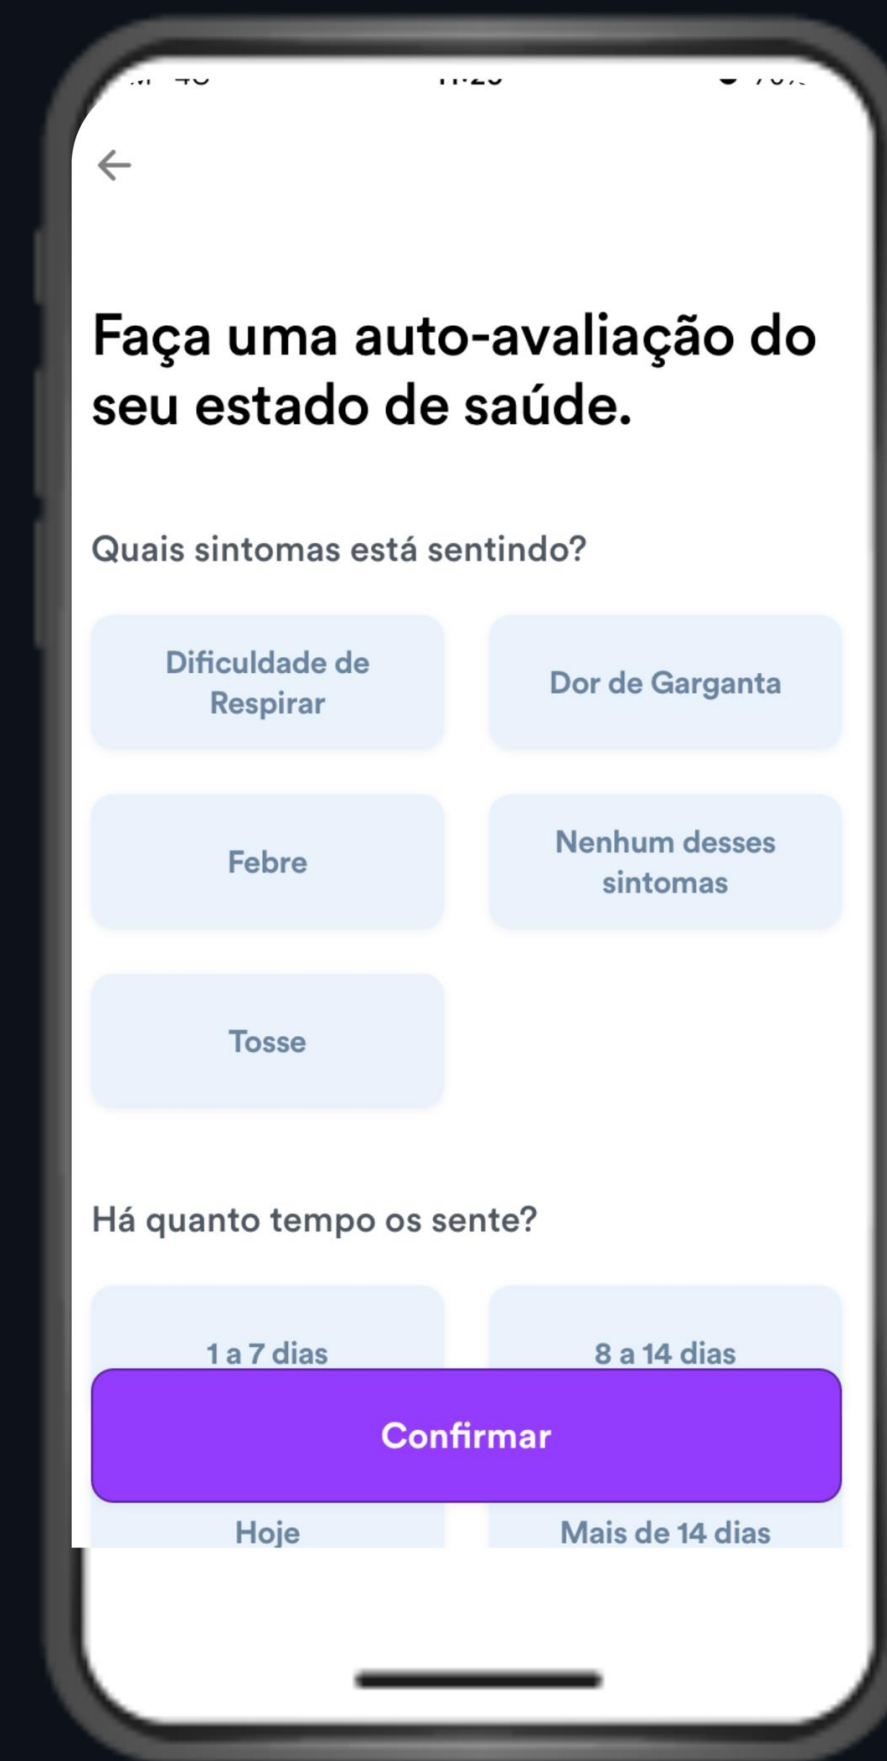 Faça uma auto-avaliação do
seu estado de saúde.
Quais sintomas está sentindo?
Dificuldade de
Respirar
Dor de Garganta
Febre
Nenhum desses
sintomas
Tosse
Há quanto tempo os sente?
1 a 7 dias
8 a 14 dias
Confirmar
Hoje
Mais de 14 dias